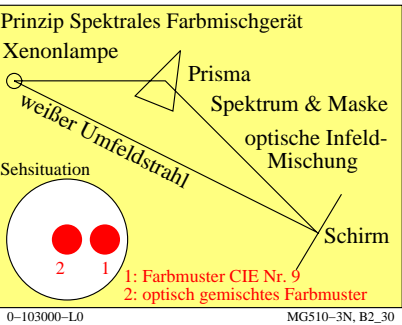 Prinzip Spektrales Farbmischgerät
Xenonlampe
Prisma
Spektrum & Maske
weißer Umfeldstrahl
optische Infeld-
Mischung
Sehsituation
Schirm
2 1
1: Farbmuster CIE Nr. 9
2: optisch gemischtes Farbmuster
0–103000–L0
MG510–3N, B2_30